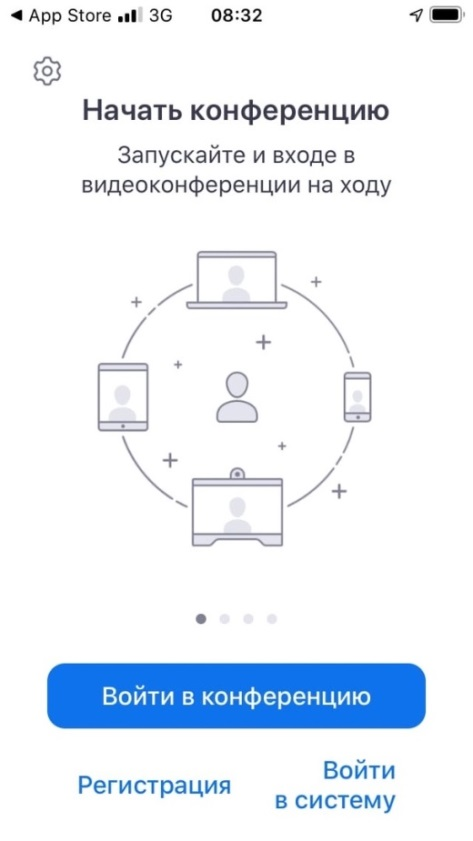 ◀ App Store 3G 08:32
Начать конференцию
Запускайте и входе в
видеоконференции на ходу
Войти в конференцию
Регистрация
Войти
в систему